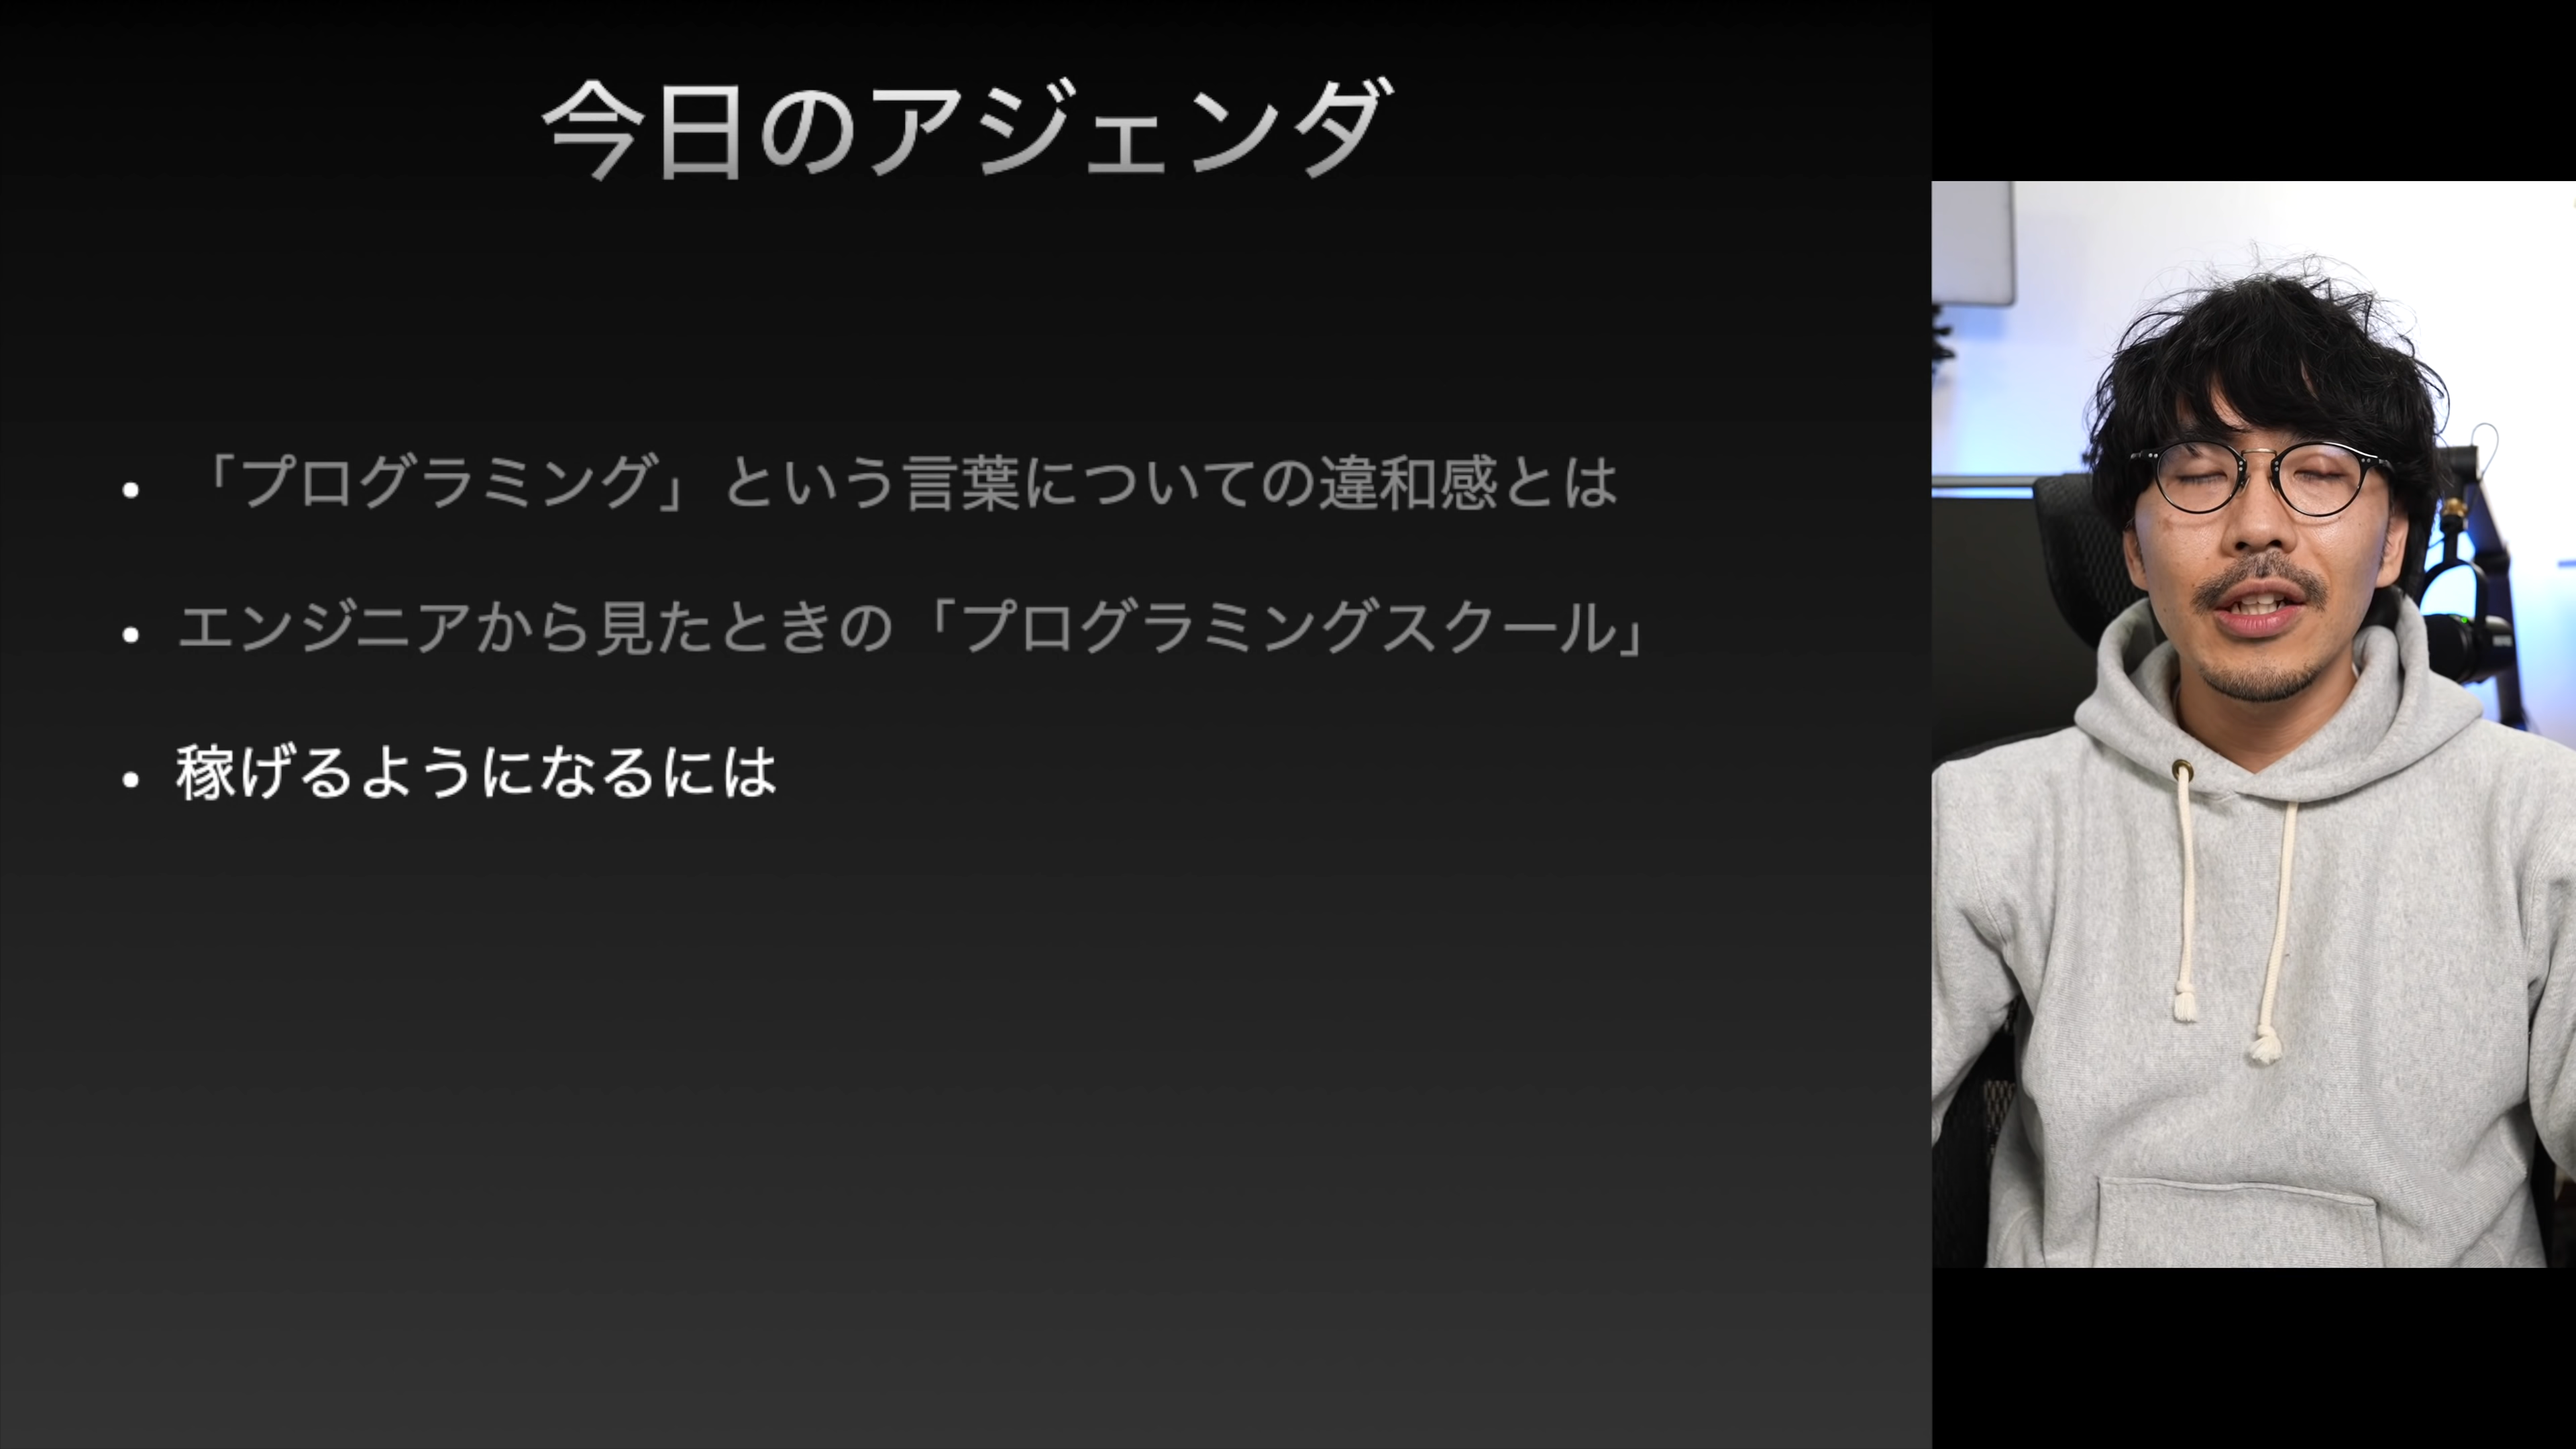 今日のアジェンダ
• 「プログラミング」という言葉についての違和感とは
• エンジニアから見たときの「プログラミングスクール」
• 稼げるようになるには